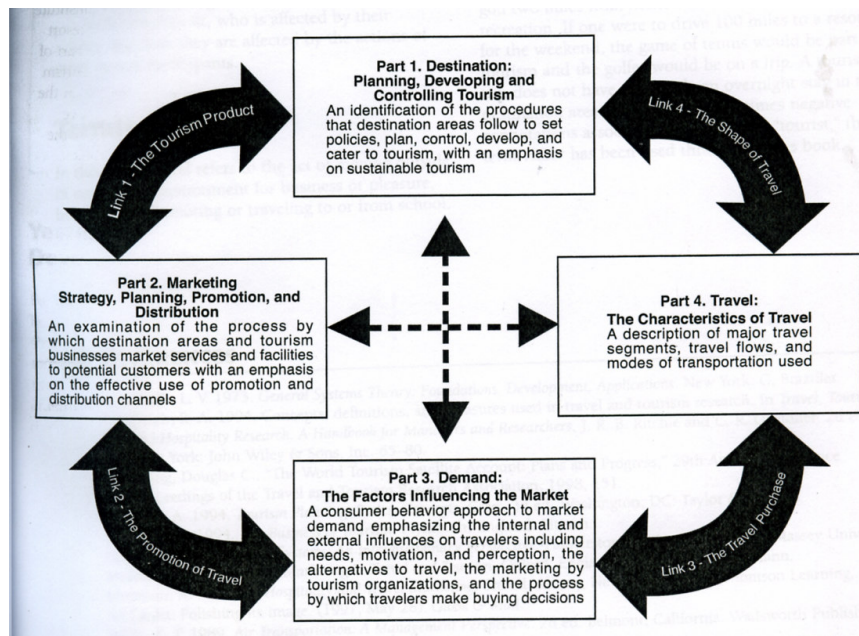 Part 1. Destination:
Planning, Developing and
Controlling Tourism
An identification of the procedures
that destination areas follow to set
policies, plan, control, develop, and
cater to tourism, with an emphasis
on sustainable tourism
Link 1 - The Tourism Product
Link 4 - The Shape of Travel
Part 2. Marketing
Strategy, Planning, Promotion, and
Distribution
An examination of the process by
which destination areas and tourism
businesses market services and facilities
to potential customers with an emphasis
on the effective use of promotion and
distribution channels
Part 4. Travel:
The Characteristics of Travel
A description of major travel
segments, travel flows, and
modes of transportation used
Link 2 - The Promotion of Travel
Link 3 - The Travel Purchase
Part 3. Demand:
The Factors Influencing the Market
A consumer behavior approach to market
demand emphasizing the internal and
external influences on travelers including
needs, motivation, and perception, the
alternatives to travel, the marketing by
tourism organizations, and the process
by which travelers make buying decisions